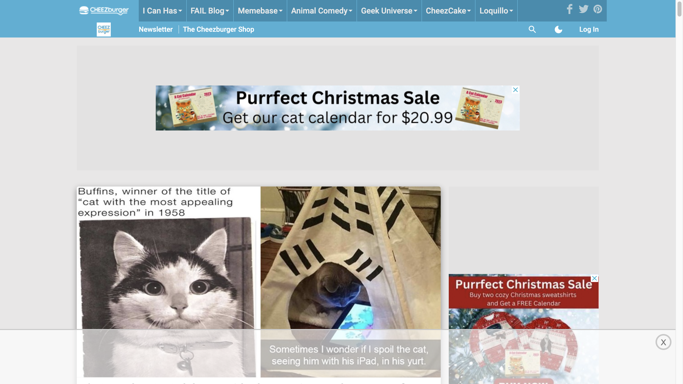 CHEEZburger
I Can Has
FAIL Blog
Memebase
Animal Comedy
Geek Universe
CheezCake
Loquillo
CHEEZ
burger
Newsletter
The Cheezburger Shop
Log In
Purrfect Christmas Sale
Get our cat calendar for $20.99
Buffins, winner of the title of
“cat with the most appealing
expression” in 1958
Sometimes I wonder if I spoil the cat,
seeing him with his iPad, in his yurt.
Purrfect Christmas Sale
Buy two cozy Christmas sweatshirts
and Get a FREE Calendar
X